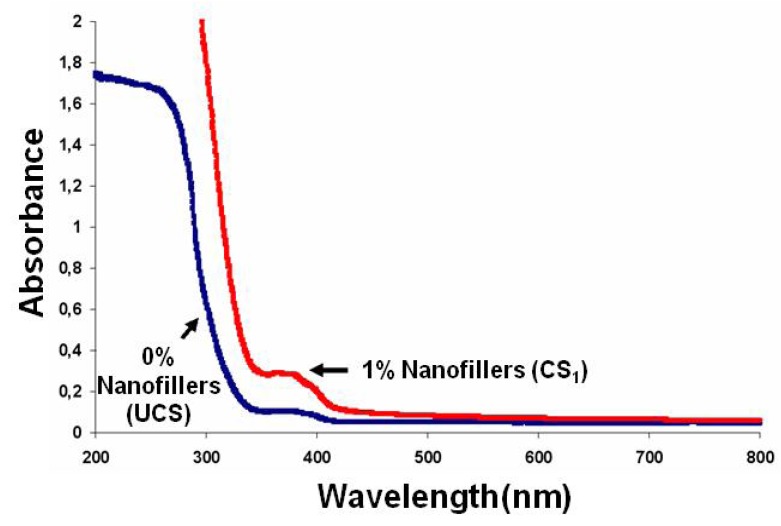 2
1,8
1,6
1,4
1,2
1
0,8
0,6
0,4
0,2
0
Absorbance
0%
Nanofillers
(UCS)
1% Nanofillers (CS₁)
200 300 400 500 600 700 800
Wavelength(nm)